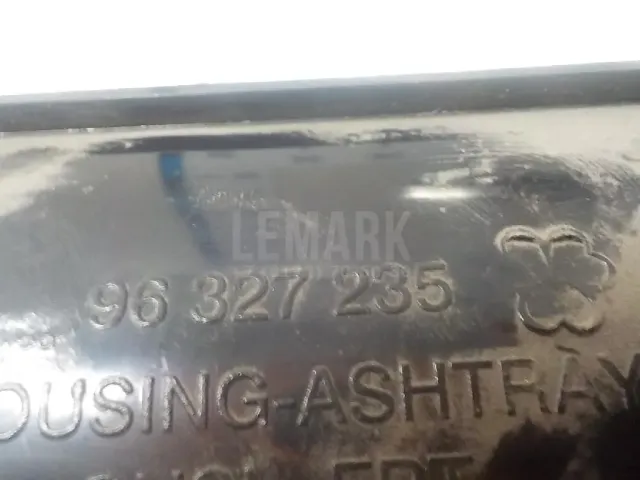 LEMARK
96 327 235
OUSING-ASHTRAY